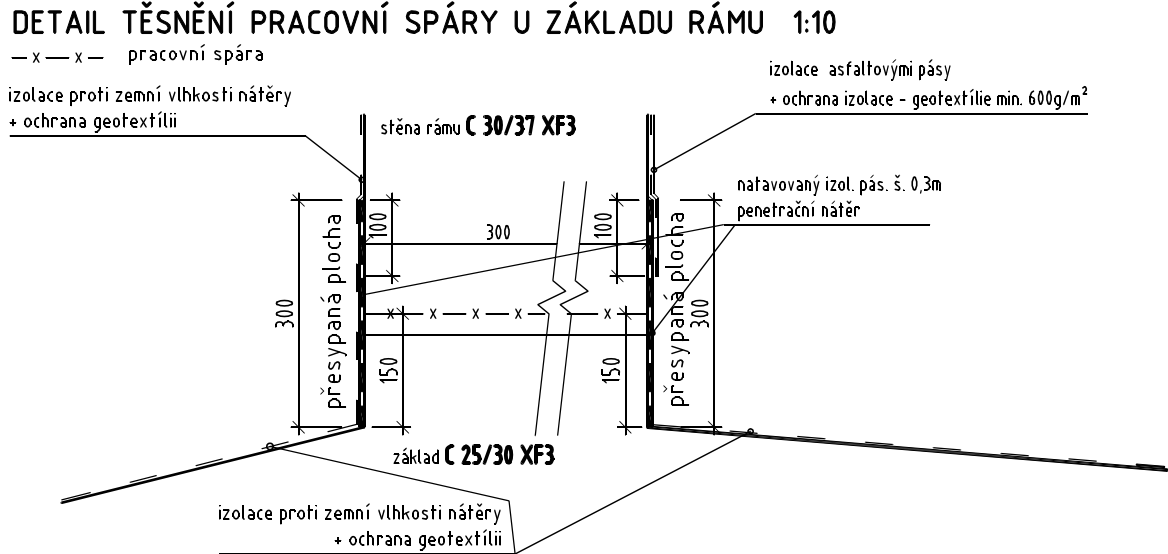 DETAIL TĚSNĚNÍ PRACOVNÍ SPÁRY U ZÁKLADU RÁMU 1:10
— x — x — pracovní spára
izolace asfaltovými pásy
+ ochrana izolace - geotextílie min. 600g/m²
izolace proti zemní vlhkosti nátěry
+ ochrana geotextílii
stěna rámu C 30/37 XF3
natavovaný izol. pás. š. 0,3m
penetrační nátěr
300
přesypaná plocha
100
300
100
přesypaná plocha
300
x x x x x
150
150
základ C 25/30 XF3
izolace proti zemní vlhkosti nátěry
+ ochrana geotextílii